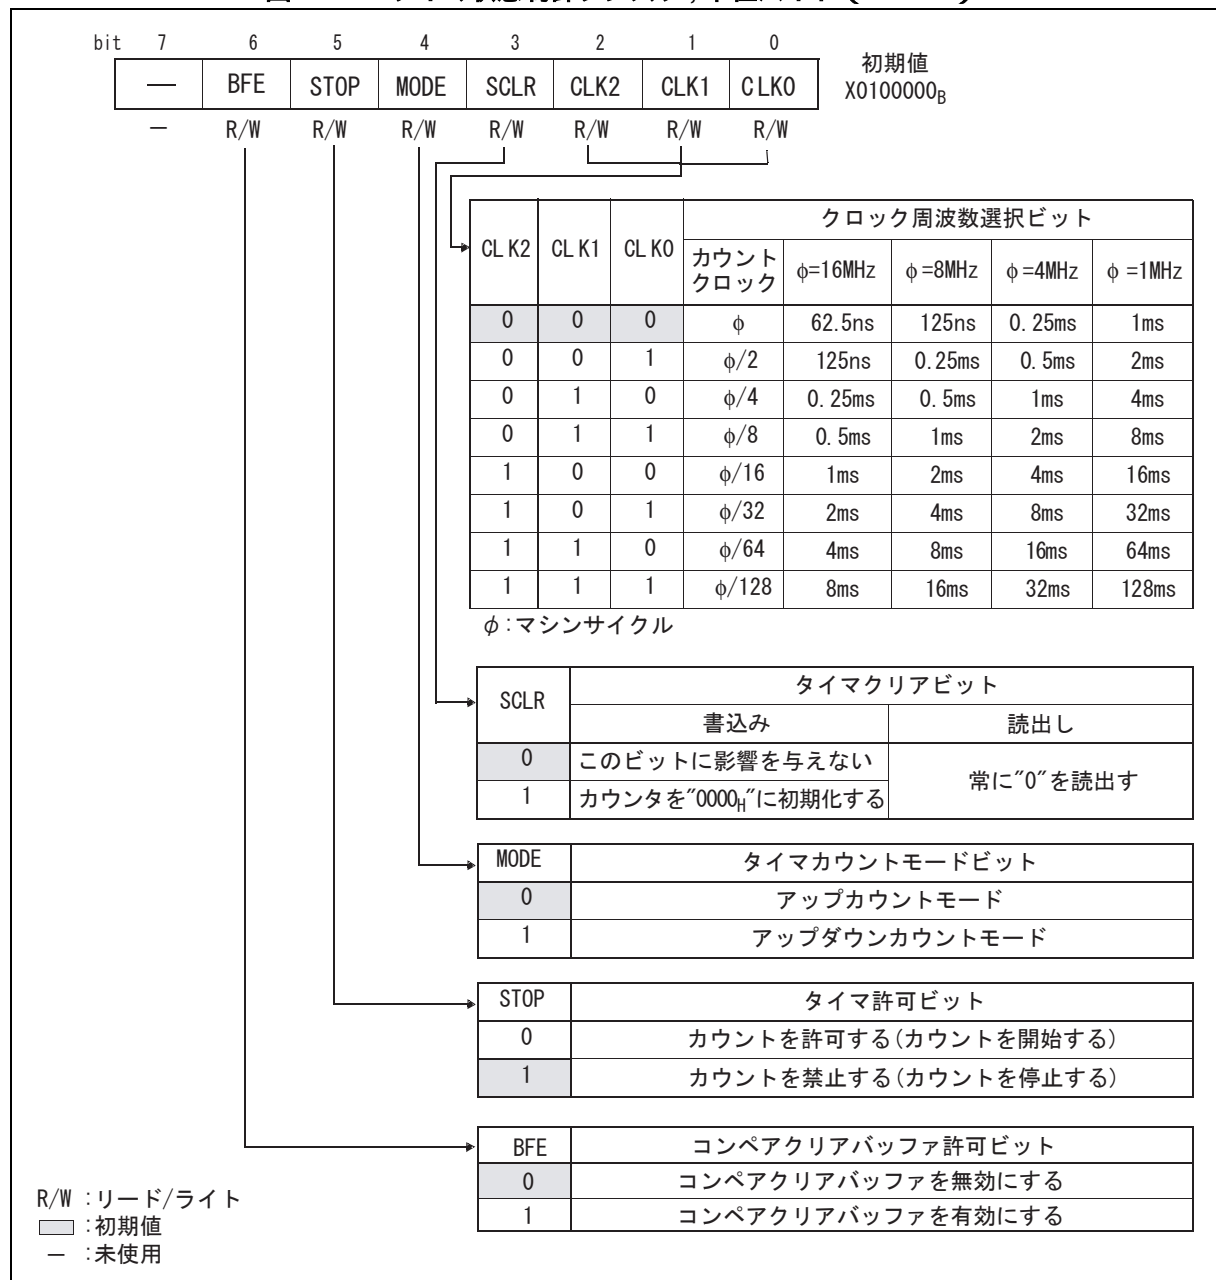 bit 7 6 5 4 3 2 1 0
— BFE STOP MODE SCLR CLK2 CLK1 CLK0
初期値
X0100000B
— R/W R/W R/W R/W R/W R/W R/W
CLK2 CLK1 CLK0 クロック周波数選択ビット
カウントクロック φ=16MHz φ=8MHz φ=4MHz φ=1MHz
0 0 0 φ 62.5ns 125ns 0.25ms 1ms
0 0 1 φ/2 125ns 0.25ms 0.5ms 2ms
0 1 0 φ/4 0.25ms 0.5ms 1ms 4ms
0 1 1 φ/8 0.5ms 1ms 2ms 8ms
1 0 0 φ/16 1ms 2ms 4ms 16ms
1 0 1 φ/32 2ms 4ms 8ms 32ms
1 1 0 φ/64 4ms 8ms 16ms 64ms
1 1 1 φ/128 8ms 16ms 32ms 128ms
φ:マシンサイクル
SCLR タイマクリアビット
書込み 読出し
0 このビットに影響を与えない 常に"0"を読出す
1 カウンタを"0000H"に初期化する
MODE タイマカウントモードビット
0 アップカウントモード
1 アップダウンカウントモード
STOP タイマ許可ビット
0 カウントを許可する(カウントを開始する)
1 カウントを禁止する(カウントを停止する)
BFE コンペアクリアバッファ許可ビット
0 コンペアクリアバッファを無効にする
1 コンペアクリアバッファを有効にする
R/W :リード/ライト
:初期値
— :未使用